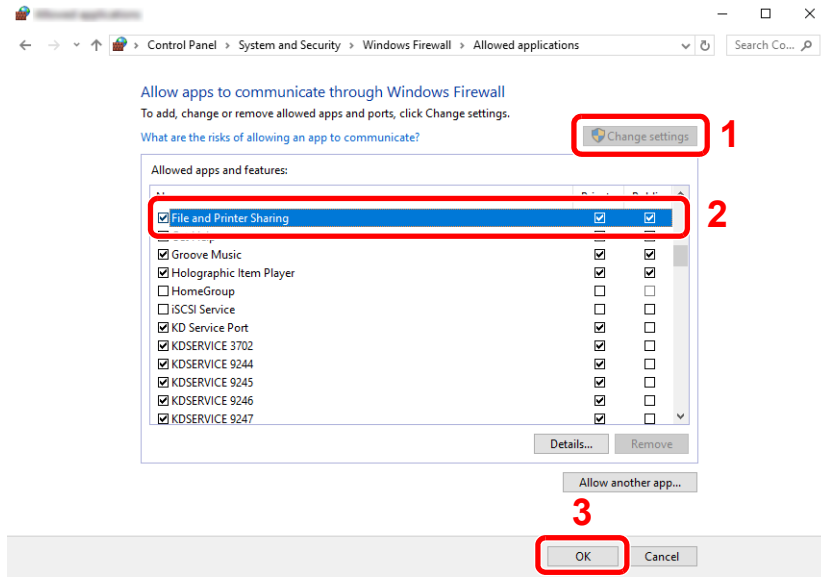 Control Panel > System and Security > Windows Firewall > Allowed applications
Search Co...
Allow apps to communicate through Windows Firewall
To add, change or remove allowed apps and ports, click Change settings.
What are the risks of allowing an app to communicate?
Change settings
1
Allowed apps and features:
File and Printer Sharing
2
Groove Music
Holographic Item Player
HomeGroup
iSCSI Service
KD Service Port
KDSERVICE 3702
KDSERVICE 9244
KDSERVICE 9245
KDSERVICE 9246
KDSERVICE 9247
Details...
Remove
Allow another app...
3
OK
Cancel